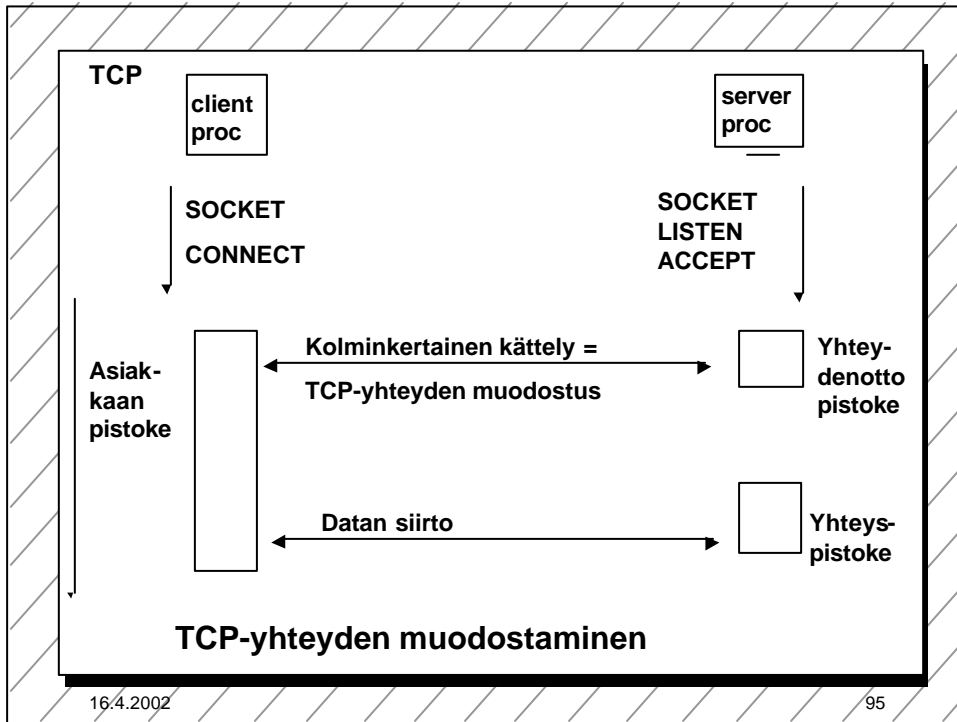 TCP
client
proc
server
proc
SOCKET
CONNECT
SOCKET
LISTEN
ACCEPT
Asiak-
kaan
pistoke
Kolminkertainen kättely =
TCP-yhteyden muodostus
Yhtey-
denotto
pistoke
Datan siirto
Yhteys-
pistoke
TCP-yhteyden muodostaminen
16.4.2002
95